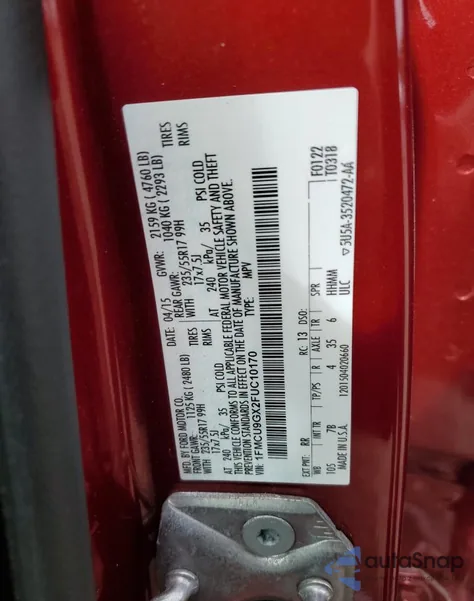 MFD. BY FORD MOTOR CO.
DATE: 04/15
GVWR: 2159 KG ( 4760 LB)
FRONT GAWR: 1125 KG ( 2480 LB)
REAR GAWR: 1040 KG ( 2293 LB)
WITH 235/55R17 99H TIRES
WITH 235/55R17 99H TIRES
17x7.5J RIMS
17x7.5J RIMS
AT 240 kPa/ 35 PSI COLD
AT 240 kPa/ 35 PSI COLD
THIS VEHICLE CONFORMS TO ALL APPLICABLE FEDERAL MOTOR VEHICLE SAFETY AND THEFT
PREVENTION STANDARDS IN EFFECT ON THE DATE OF MANUFACTURE SHOWN ABOVE.
VIN: 1FMCU9GX2FUC10170
TYPE: MPV
F0122
T0318
EXT PNT: RR RC: 13 DSO:
WB INT TR TP/PS R AXLE TR SPR HHMM
105 7B 4 35 6 ULC
MADE IN U.S.A. 1201504020660
▽5U5A-3520472-AA
autoSnap